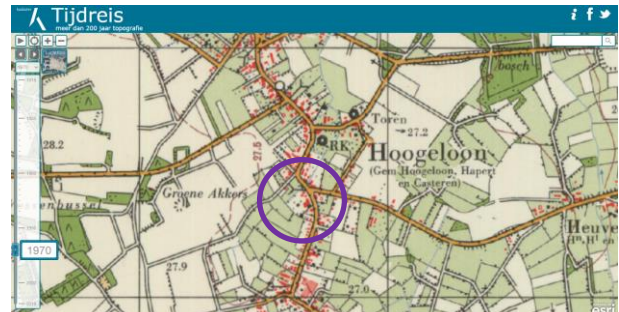 Tijdreis
meer dan 200 jaar topografie
bosch
Toren
27.2
RK
28.2
27.5
Hoogeloon
(Gem Hoogeloon, Hapert
en Casteren)
Groene Akkers
1970
27.9
27.0
esri